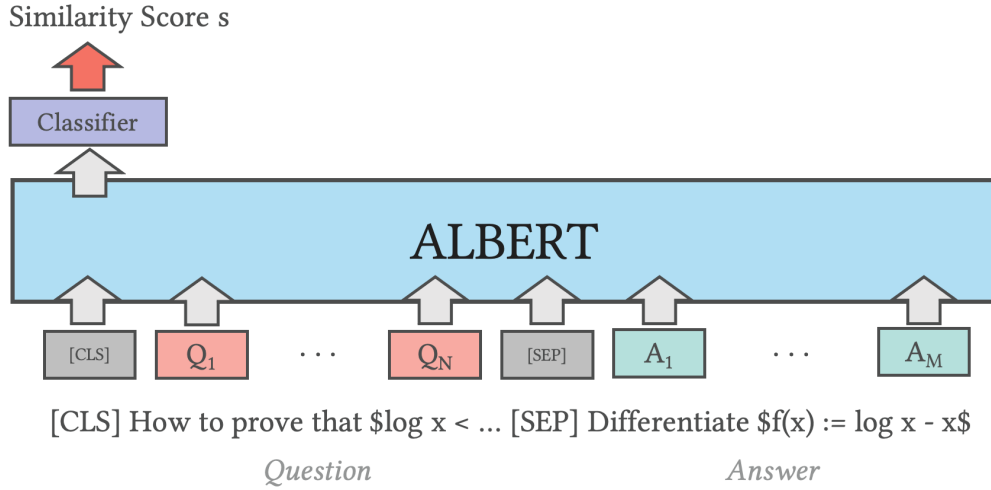 Similarity Score s
Classifier
ALBERT
[CLS] Q1 ... QN [SEP] A1 ... AM
[CLS] How to prove that $log x < ... [SEP] Differentiate $f(x) := log x - x$
Question Answer